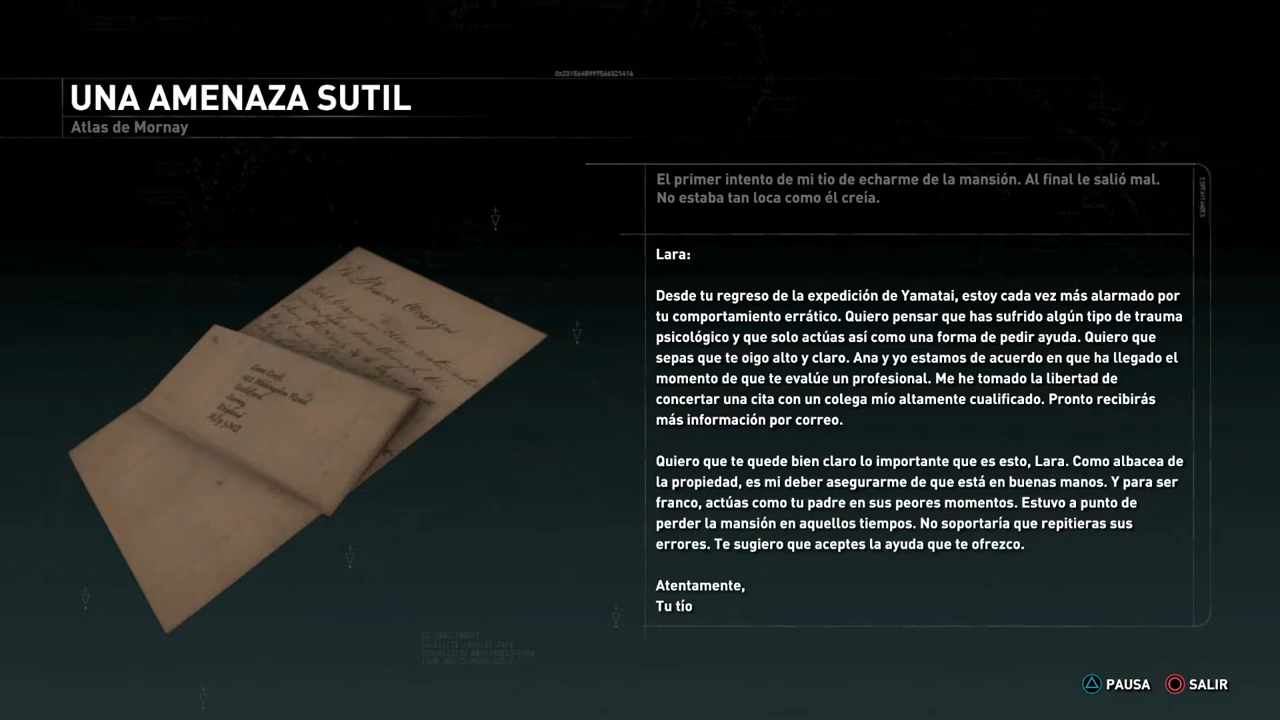 UNA AMENAZA SUTIL
Atlas de Mornay
El primer intento de mi tío de echarme de la mansión. Al final le salió mal.
No estaba tan loca como él creía.
Lara:
Desde tu regreso de la expedición de Yamatai, estoy cada vez más alarmado por
tu comportamiento errático. Quiero pensar que has sufrido algún tipo de trauma
psicológico y que solo actúas así como una forma de pedir ayuda. Quiero que
sepas que te oigo alto y claro. Ana y yo estamos de acuerdo en que ha llegado el
momento de que te evalúe un profesional. Me he tomado la libertad de
concertar una cita con un colega mío altamente cualificado. Pronto recibirás
más información por correo.
Quiero que te quede bien claro lo importante que es esto, Lara. Como albacea de
la propiedad, es mi deber asegurarme de que está en buenas manos. Y para ser
franco, actúas como tu padre en sus peores momentos. Estuvo a punto de
perder la mansión en aquellos tiempos. No soportaría que repitieras sus
errores. Te sugiero que aceptes la ayuda que te ofrezco.
Atentamente,
Tu tío
PAUSA SALIR